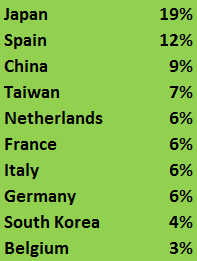 Japan 19%
Spain 12%
China 9%
Taiwan 7%
Netherlands 6%
France 6%
Italy 6%
Germany 6%
South Korea 4%
Belgium 3%